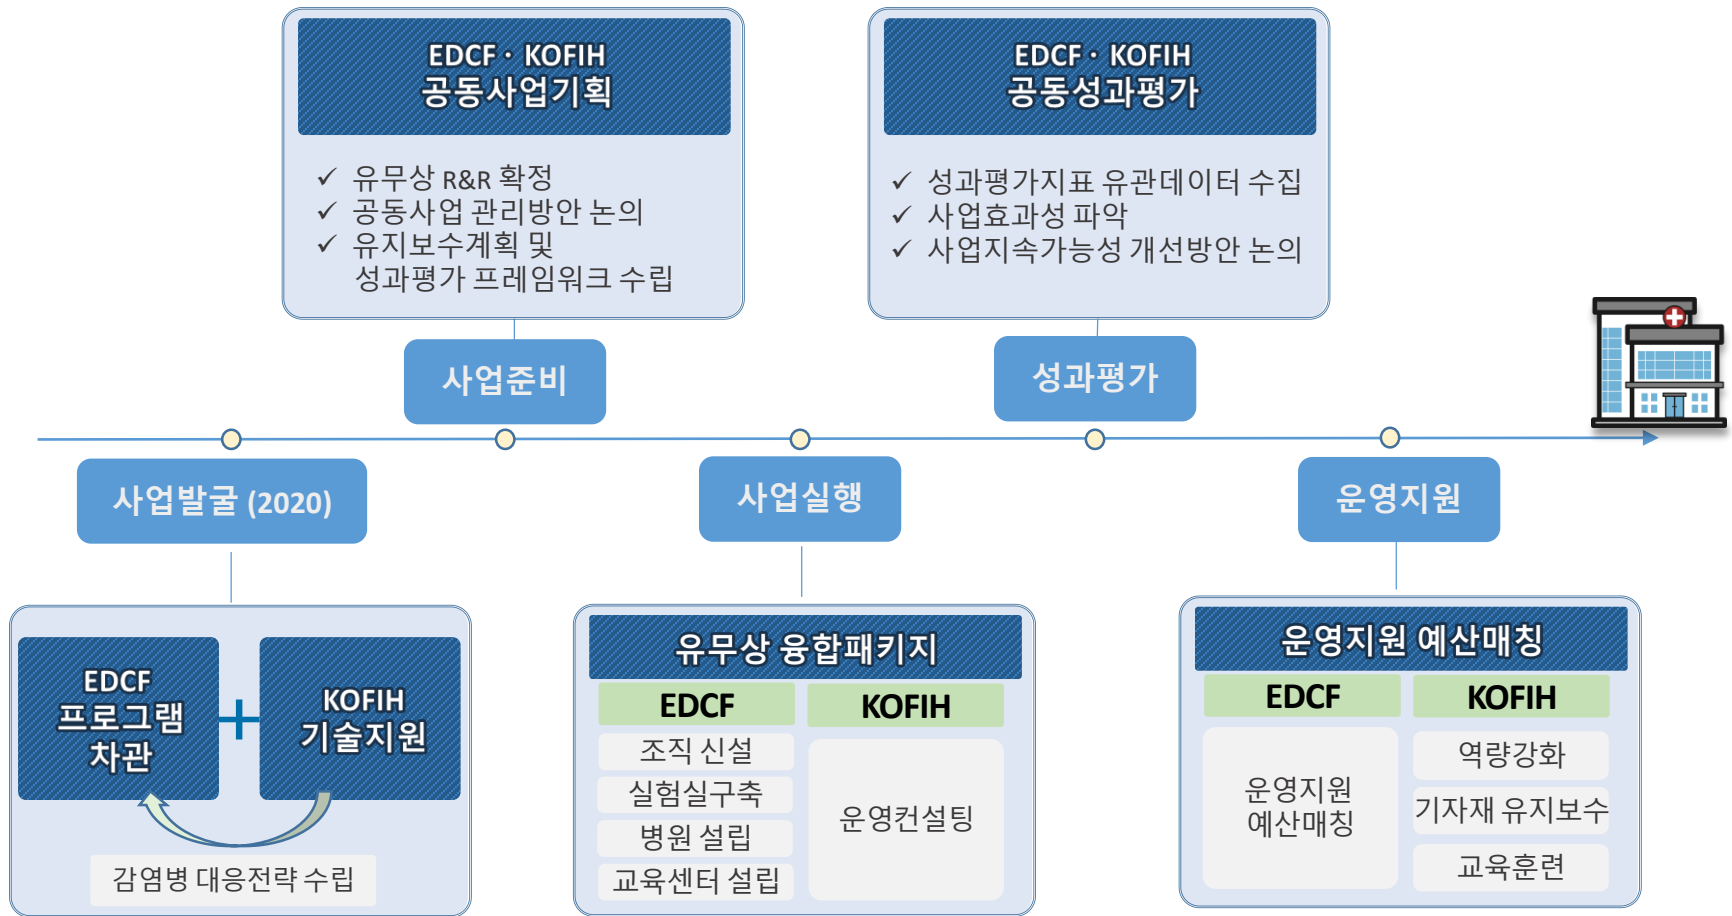 EDCF · KOFIH
공동사업기획
✓ 유무상 R&R 확정
✓ 공동사업 관리방안 논의
✓ 유지보수계획 및
성과평가 프레임워크 수립
사업준비
EDCF · KOFIH
공동성과평가
✓ 성과평가지표 유관데이터 수집
✓ 사업효과성 파악
✓ 사업지속가능성 개선방안 논의
성과평가
사업발굴 (2020)
EDCF
프로그램
차관
+
KOFIH
기술지원
감염병 대응전략 수립
사업실행
유무상 융합패키지
EDCF
조직 신설
실험실구축
병원 설립
교육센터 설립
KOFIH
운영컨설팅
운영지원
운영지원 예산매칭
EDCF
운영지원
예산매칭
KOFIH
역량강화
기자재 유지보수
교육훈련